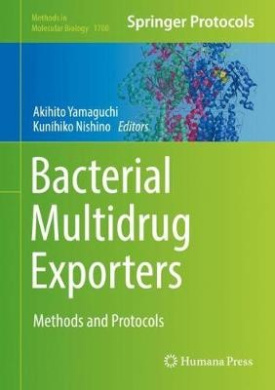 Methods in
Molecular Biology 1700
Springer Protocols
Akihito Yamaguchi
Kunihiko Nishino Editors
Bacterial
Multidrug
Exporters
Methods and Protocols
Humana Press